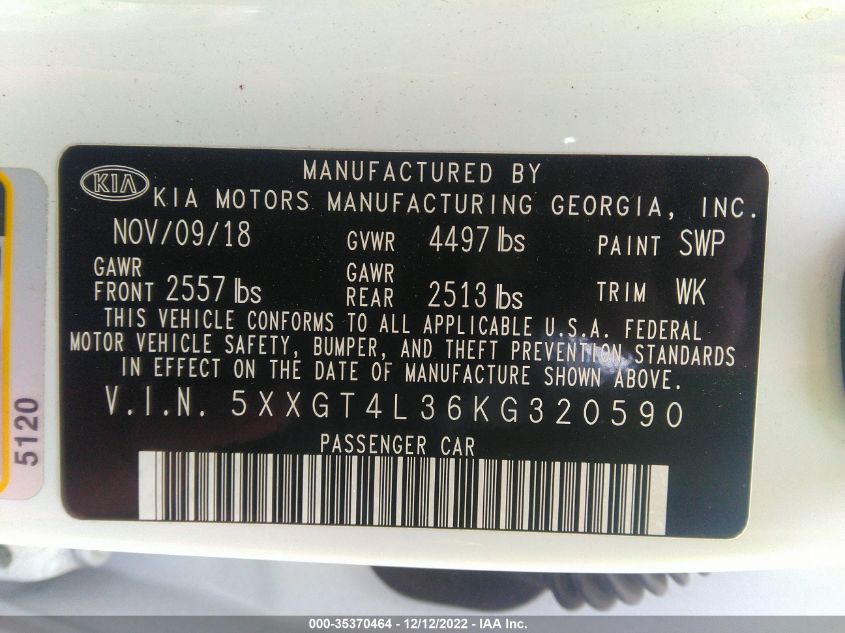 MANUFACTURED BY
KIA KIA MOTORS MANUFACTURING GEORGIA, INC.
NOV/09/18 GVWR 4497 lbs PAINT SWP
GAWR FRONT 2557 lbs GAWR REAR 2513 lbs TRIM WK
THIS VEHICLE CONFORMS TO ALL APPLICABLE U.S.A. FEDERAL
MOTOR VEHICLE SAFETY, BUMPER, AND THEFT PREVENTION STANDARDS
IN EFFECT ON THE DATE OF MANUFACTURE SHOWN ABOVE.
V.I.N. 5XXGT4L36KG320590
PASSENGER CAR
5120
000-35370464 - 12/12/2022 - IAA Inc.